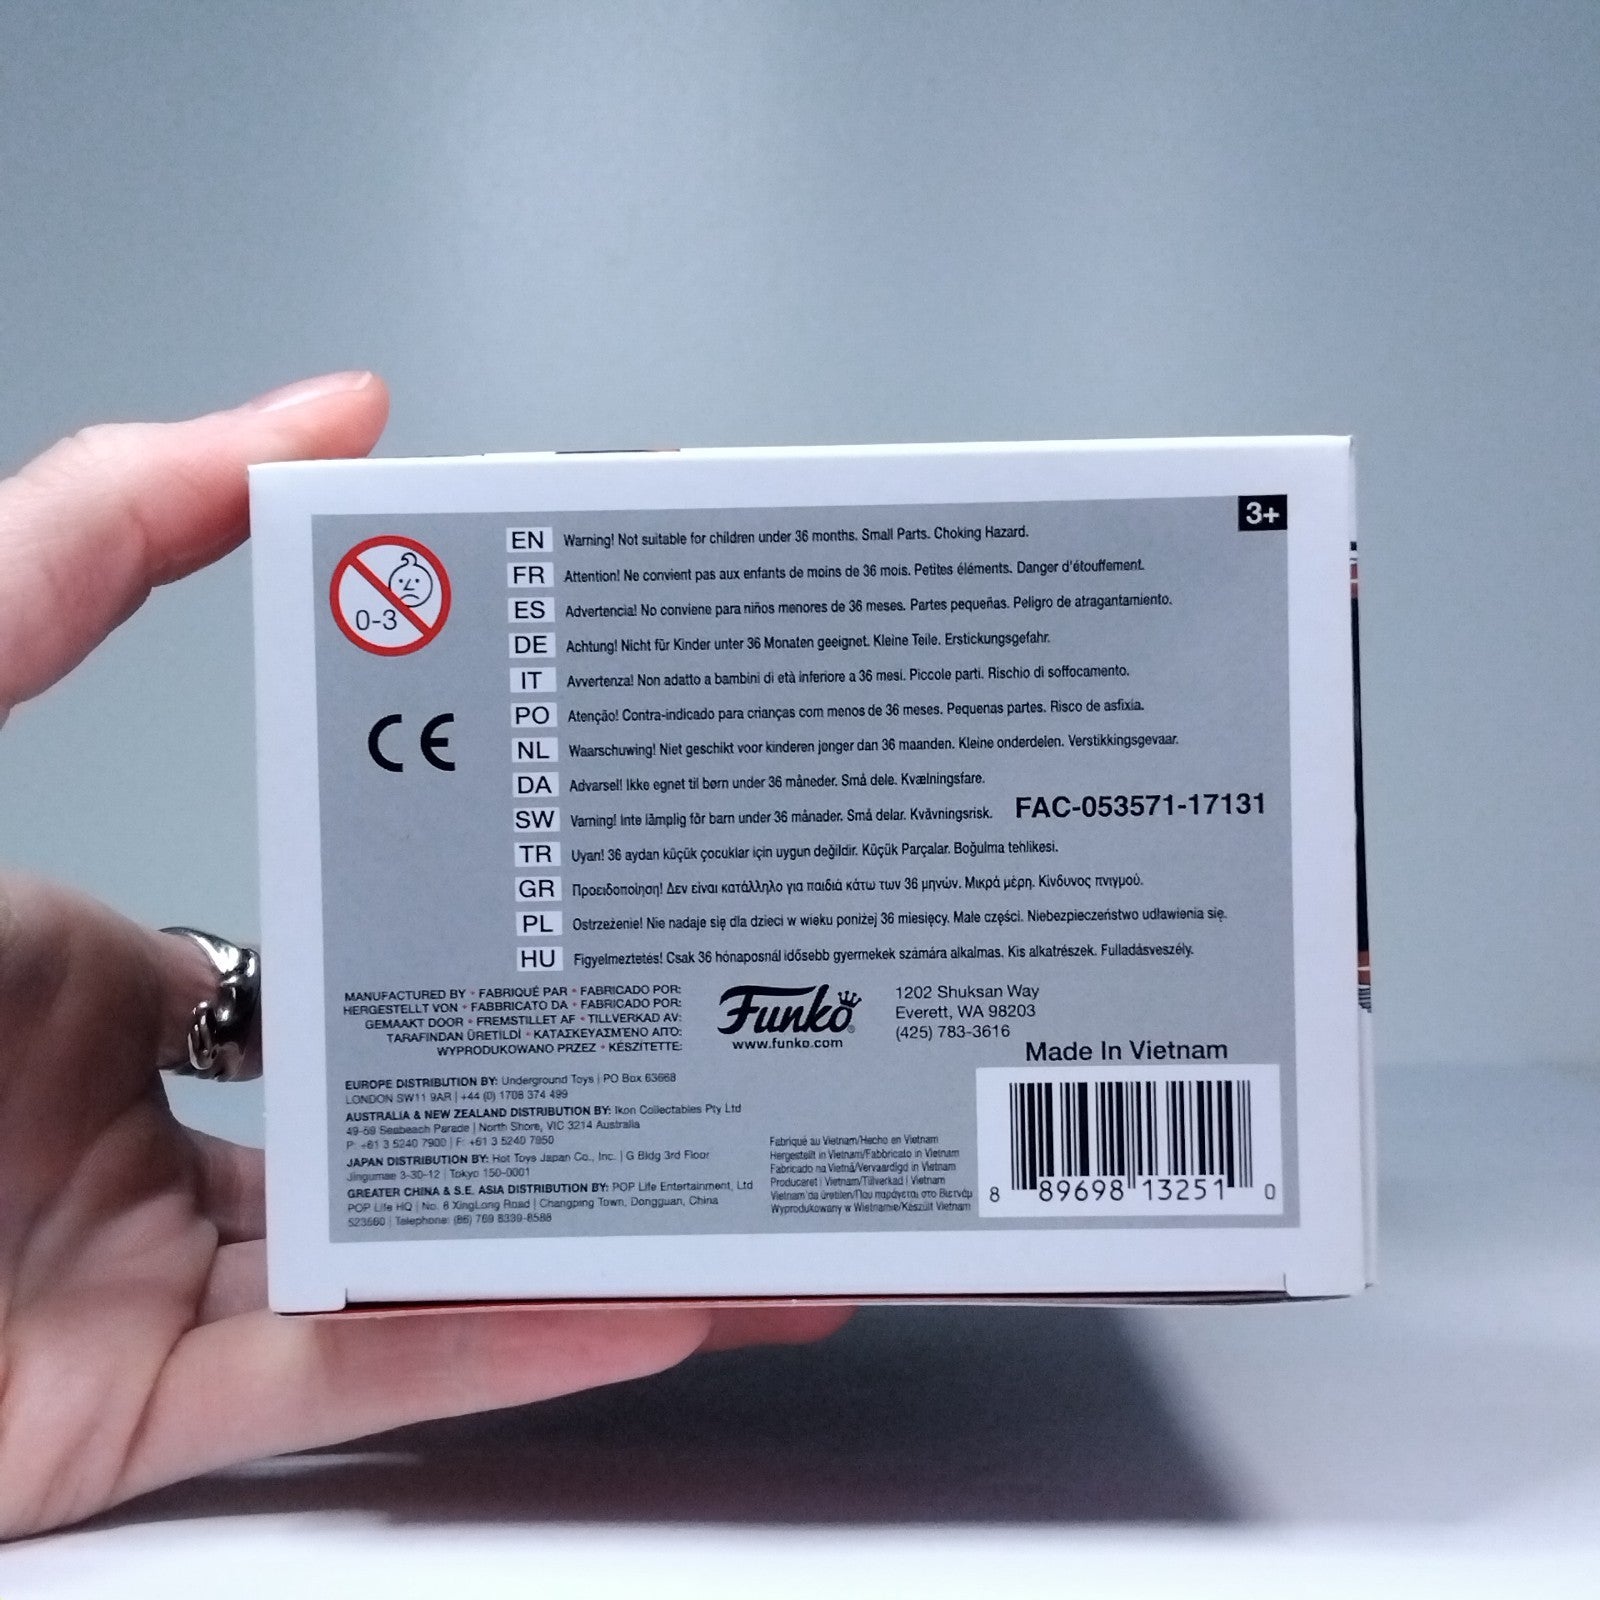 3+
0-3
EN Warning! Not suitable for children under 36 months. Small Parts. Choking Hazard.
FR Attention! Ne convient pas aux enfants de moins de 36 mois. Petites éléments. Danger d'étouffement.
ES Advertencia! No conviene para niños menores de 36 meses. Partes pequeñas. Peligro de atragantamiento.
DE Achtung! Nicht für Kinder unter 36 Monaten geeignet. Kleine Teile. Erstickungsgefahr.
IT Avvertenza! Non adatto a bambini di età inferiore a 36 mesi. Piccole parti. Rischio di soffocamento.
PO Atenção! Contra-indicado para crianças com menos de 36 meses. Pequenas partes. Risco de asfixia.
NL Waarschuwing! Niet geschikt voor kinderen jonger dan 36 maanden. Kleine onderdelen. Verstikkingsgevaar.
CE
DA Advarsel! Ikke egnet til børn under 36 måneder. Små dele. Kvælningsfare.
SW Varning! Inte lämplig för barn under 36 månader. Små delar. Kvävningsrisk.
FAC-053571-17131
TR Uyarı! 36 aydan küçük çocuklar için uygun değildir. Küçük Parçalar. Boğulma tehlikesi.
GR Προειδοποίηση! Δεν είναι κατάλληλο για παιδιά κάτω των 36 μηνών. Μικρά μέρη. Κίνδυνος πνιγμού.
PL Ostrzeżenie! Nie nadaje się dla dzieci w wieku poniżej 36 miesięcy. Małe części. Niebezpieczeństwo udławienia się.
HU Figyelmeztetés! Csak 36 hónaposnál idősebb gyermekek számára alkalmas. Kis alkatrészek. Fulladásveszély.
MANUFACTURED BY • FABRIQUÉ PAR • FABRICADO POR:
HERGESTELLT VON • FABBRICATO DA • FABRICADO POR:
GEMAAKT DOOR • FREMSTILLET AF • TILLVERKAD AV:
TARAFINDAN ÜRETİLDİ • ΚΑΤΑΣΚΕΥΑΣΜΈΝΟ ΑΠΌ:
WYPRODUKOWANO PRZEZ • KÉSZÍTETTE:
Funko
www.funko.com
1202 Shuksan Way
Everett, WA 98203
(425) 783-3616
Made In Vietnam
EUROPE DISTRIBUTION BY: Underground Toys | PO Box 63668
LONDON SW11 9AR | +44 (0) 1708 374 499
AUSTRALIA & NEW ZEALAND DISTRIBUTION BY: Ikon Collectables Pty Ltd
49-59 Seabeach Parade | North Shore, VIC 3214 Australia
P: +61 3 5240 7900 | F: +61 3 5240 7950
JAPAN DISTRIBUTION BY: Hot Toys Japan Co., Inc. | G Bldg 3rd Floor
Jingumae 3-30-12 | Tokyo 150-0001
GREATER CHINA & S.E. ASIA DISTRIBUTION BY: POP Life Entertainment, Ltd
POP Life HQ | No. 8 XingLong Road | Changping Town, Dongguan, China
523560 | Telephone: (86) 769 8339-8588
Fabriqué au Vietnam/Hecho en Vietnam
Hergestellt in Vietnam/Fabbricato in Vietnam
Fabricado na Vietnã/Vervaardigd in Vietnam
Produceret i Vietnam/Tillverkad i Vietnam
Vietnam'da üretilen/Που παράγεται στο Βιετνάμ
Wyprodukowany w Wietnamie/Készült Vietnam
8 89698 13251 0